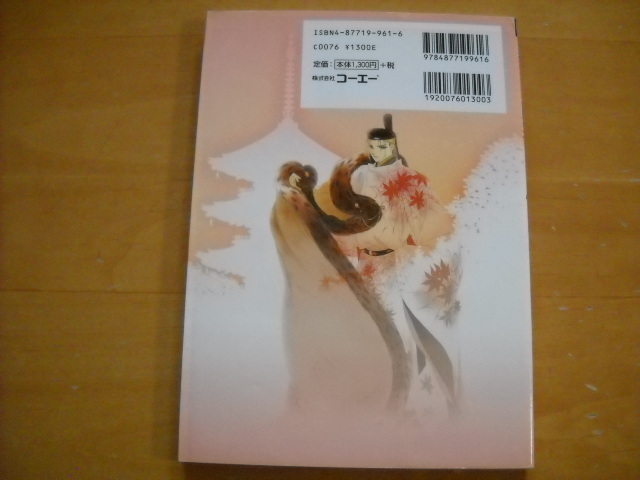 ISBN4-87719-961-6
C0076 ¥1300E
定価：本体1,300円+税
株式会社 コーエー
9784877199616
1920076013003